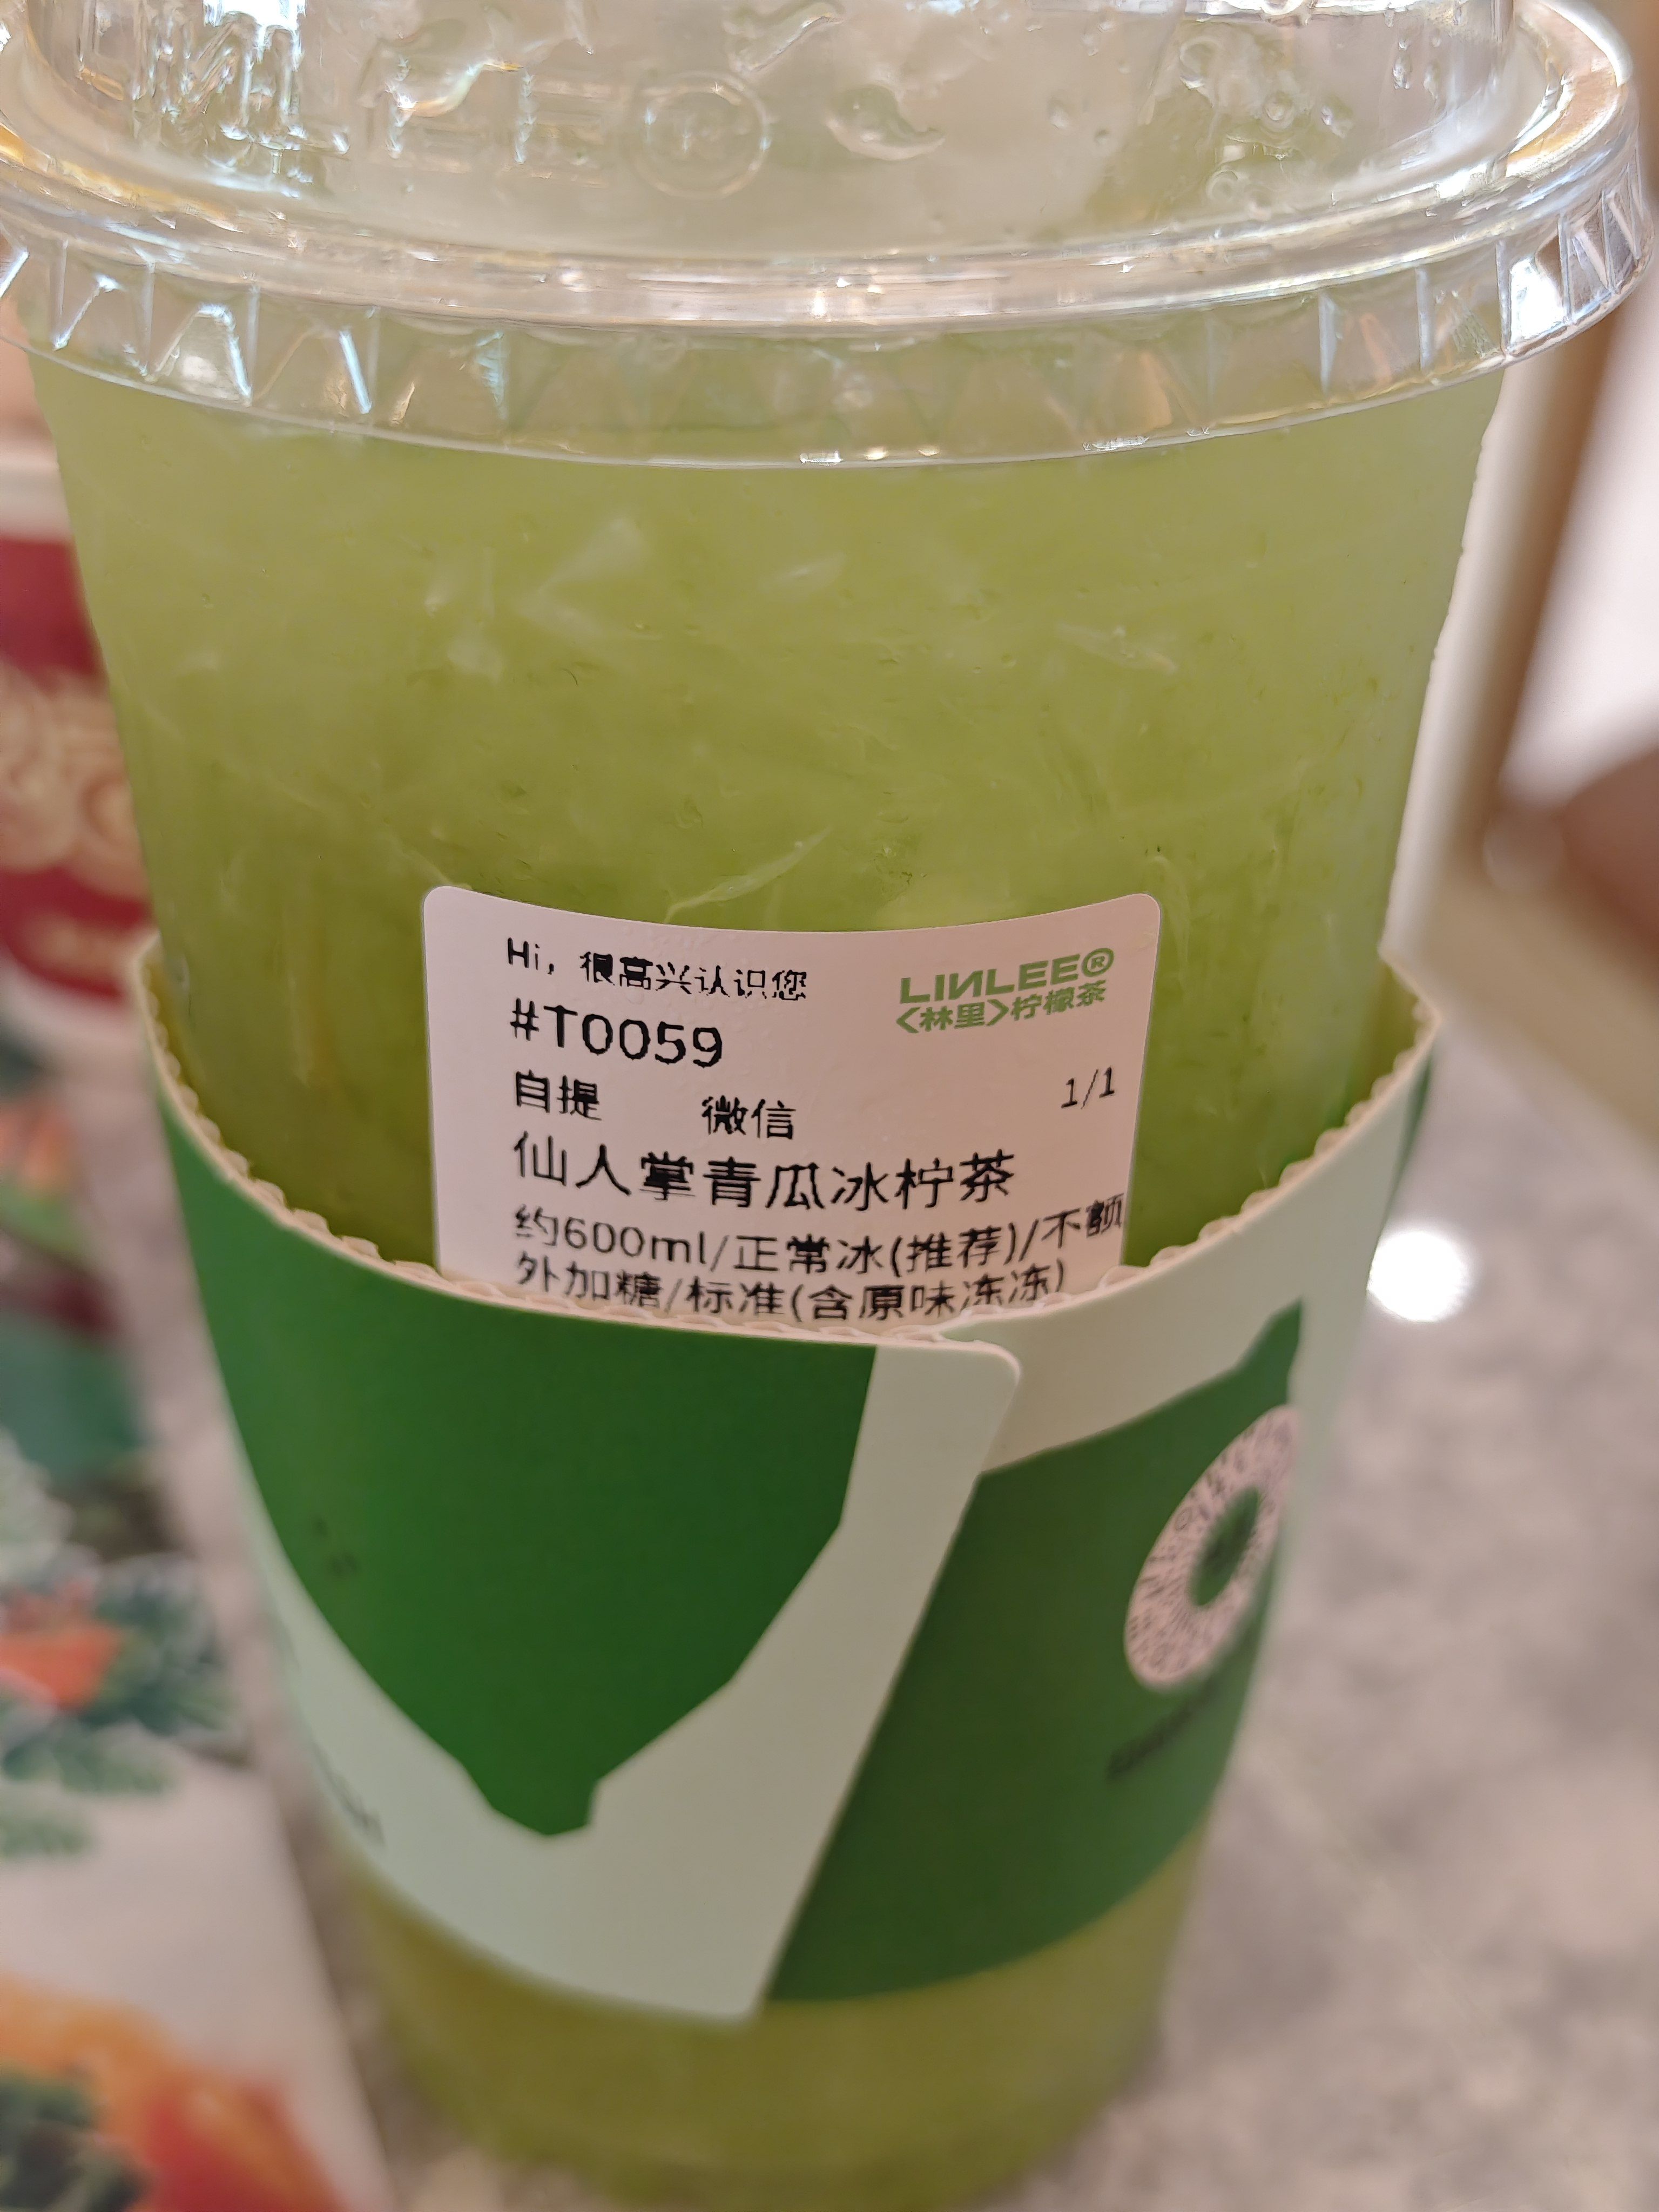 Hi，很高兴认识您
LINLEE®
<林里>柠檬茶
#T0059
自提 微信 1/1
仙人掌青瓜冰柠茶
约600ml/正常冰(推荐)/不额
外加糖/标准(含原味冻冻)